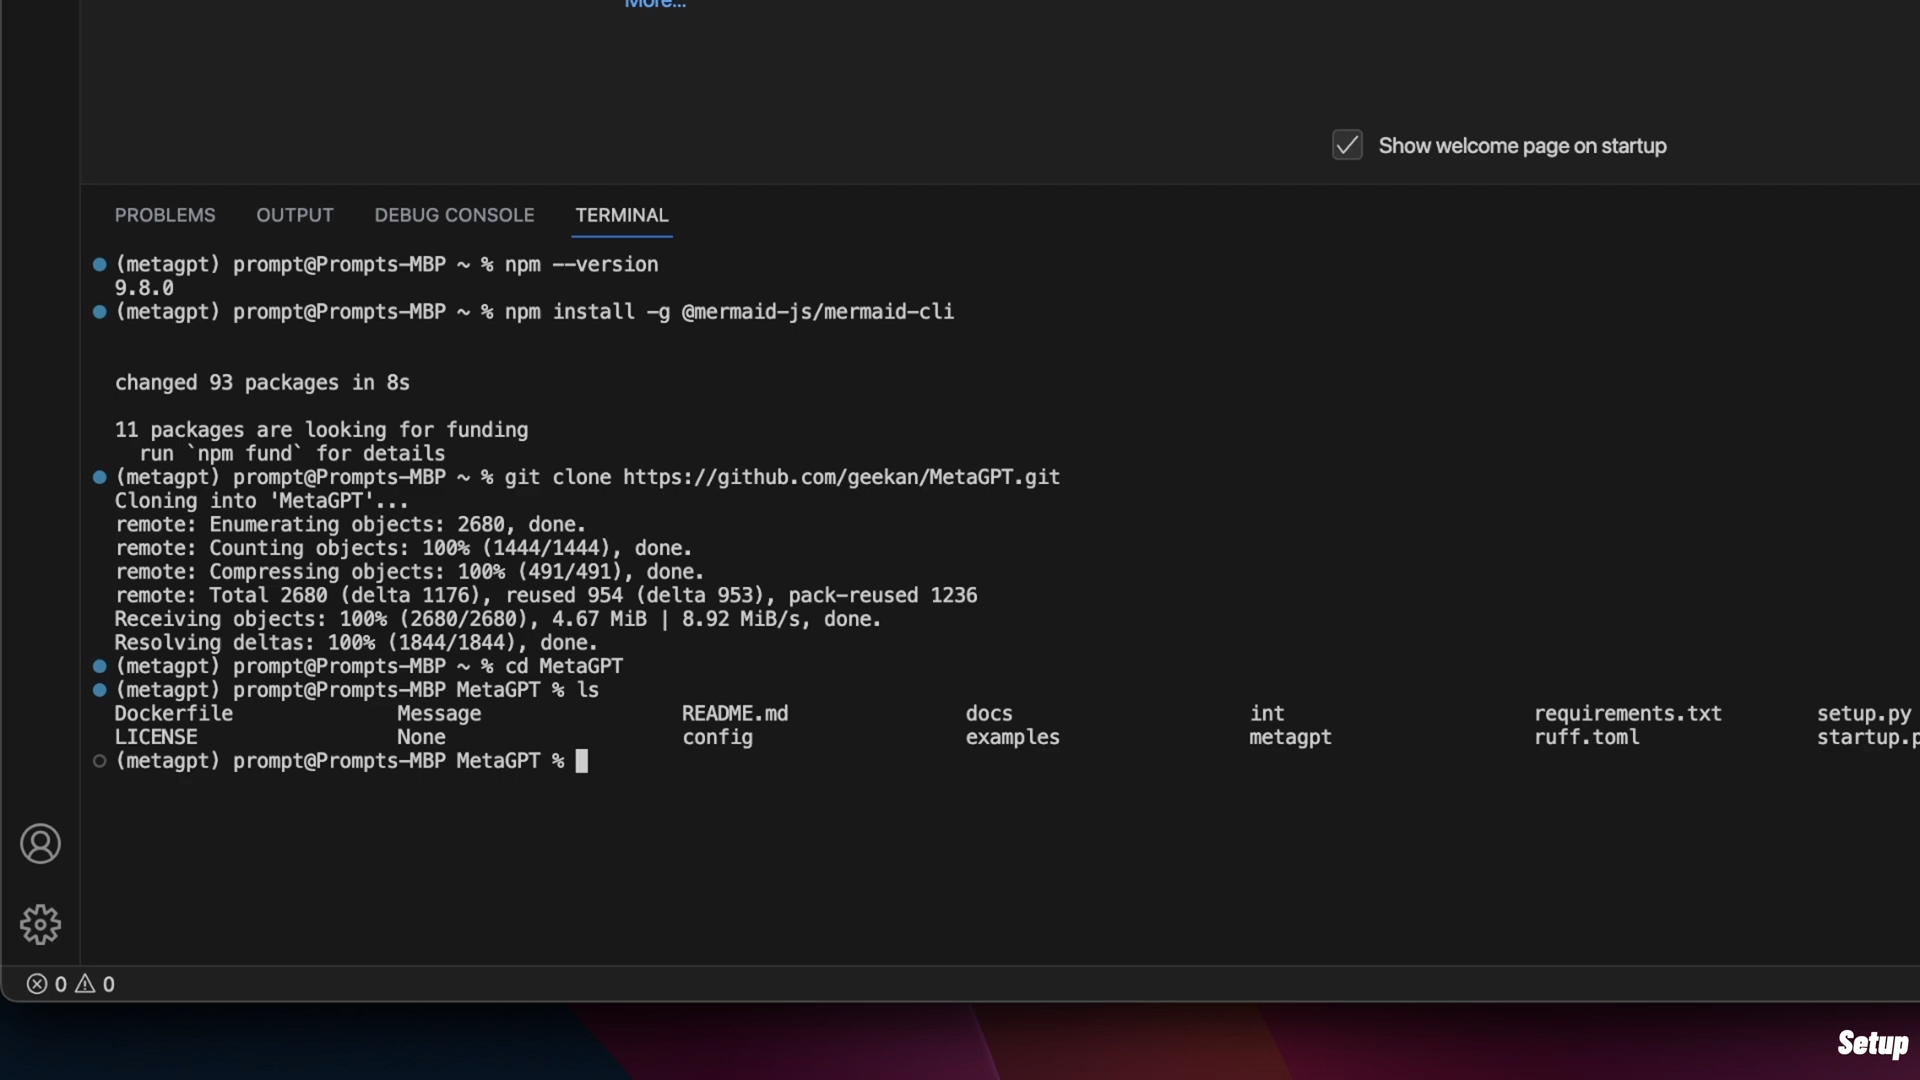 More...
Show welcome page on startup
PROBLEMS OUTPUT DEBUG CONSOLE TERMINAL
(metagpt) prompt@Prompts-MBP ~ % npm --version
9.8.0
(metagpt) prompt@Prompts-MBP ~ % npm install -g @mermaid-js/mermaid-cli
changed 93 packages in 8s
11 packages are looking for funding
run `npm fund` for details
(metagpt) prompt@Prompts-MBP ~ % git clone https://github.com/geekan/MetaGPT.git
Cloning into 'MetaGPT'...
remote: Enumerating objects: 2680, done.
remote: Counting objects: 100% (1444/1444), done.
remote: Compressing objects: 100% (491/491), done.
remote: Total 2680 (delta 1176), reused 954 (delta 953), pack-reused 1236
Receiving objects: 100% (2680/2680), 4.67 MiB | 8.92 MiB/s, done.
Resolving deltas: 100% (1844/1844), done.
(metagpt) prompt@Prompts-MBP ~ % cd MetaGPT
(metagpt) prompt@Prompts-MBP MetaGPT % ls
Dockerfile Message README.md docs int requirements.txt setup.py
LICENSE None config examples metagpt ruff.toml startup.p
(metagpt) prompt@Prompts-MBP MetaGPT %
0 0
Setup